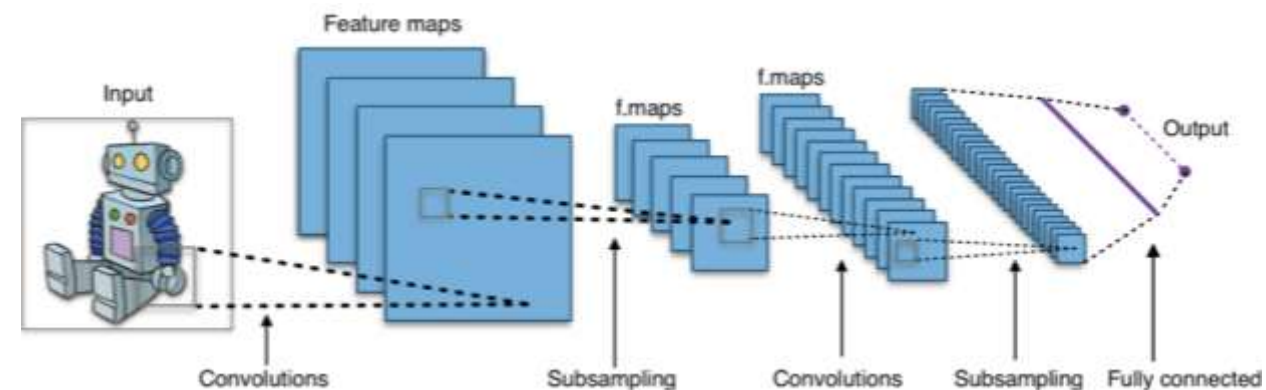 Feature maps
Input
f.maps
f.maps
Output
Convolutions
Subsampling
Convolutions
Subsampling
Fully connected